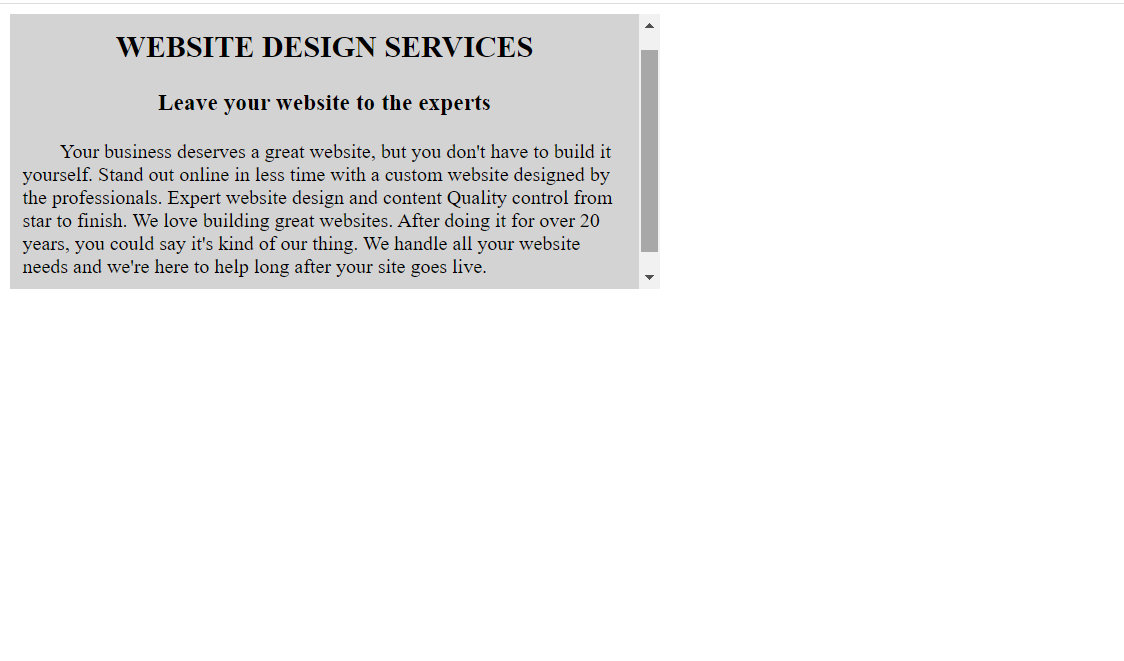 WEBSITE DESIGN SERVICES
Leave your website to the experts
Your business deserves a great website, but you don't have to build it
yourself. Stand out online in less time with a custom website designed by
the professionals. Expert website design and content Quality control from
star to finish. We love building great websites. After doing it for over 20
years, you could say it's kind of our thing. We handle all your website
needs and we're here to help long after your site goes live.